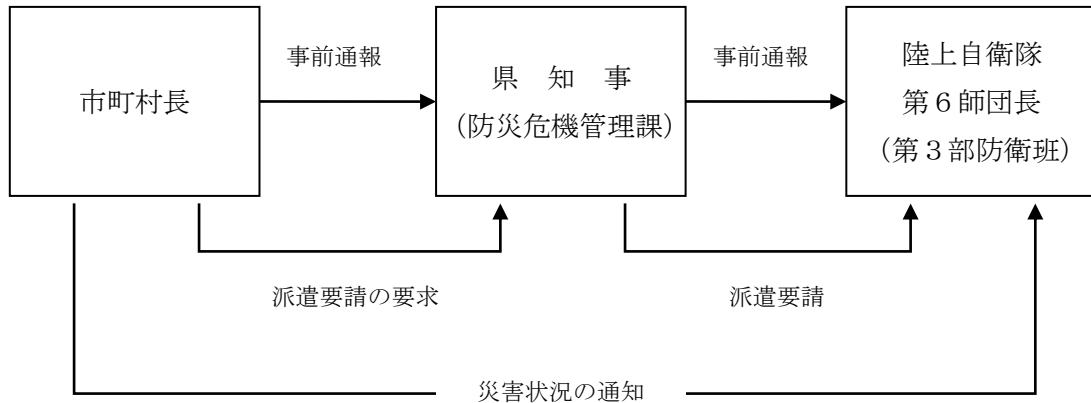 事前通報
事前通報
市町村長
県　知　事
（防災危機管理課）
陸上自衛隊
第６師団長
（第３部防衛班）
派遣要請の要求
派遣要請
災害状況の通知